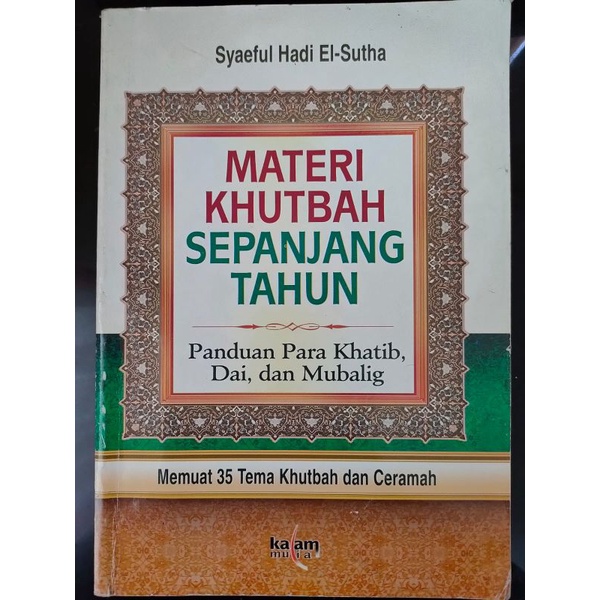 Syaeful Hadi El-Sutha
MATERI
KHUTBAH
SEPANJANG
TAHUN
Panduan Para Khatib,
Dai, dan Mubalig
Memuat 35 Tema Khutbah dan Ceramah
kalam
mulia